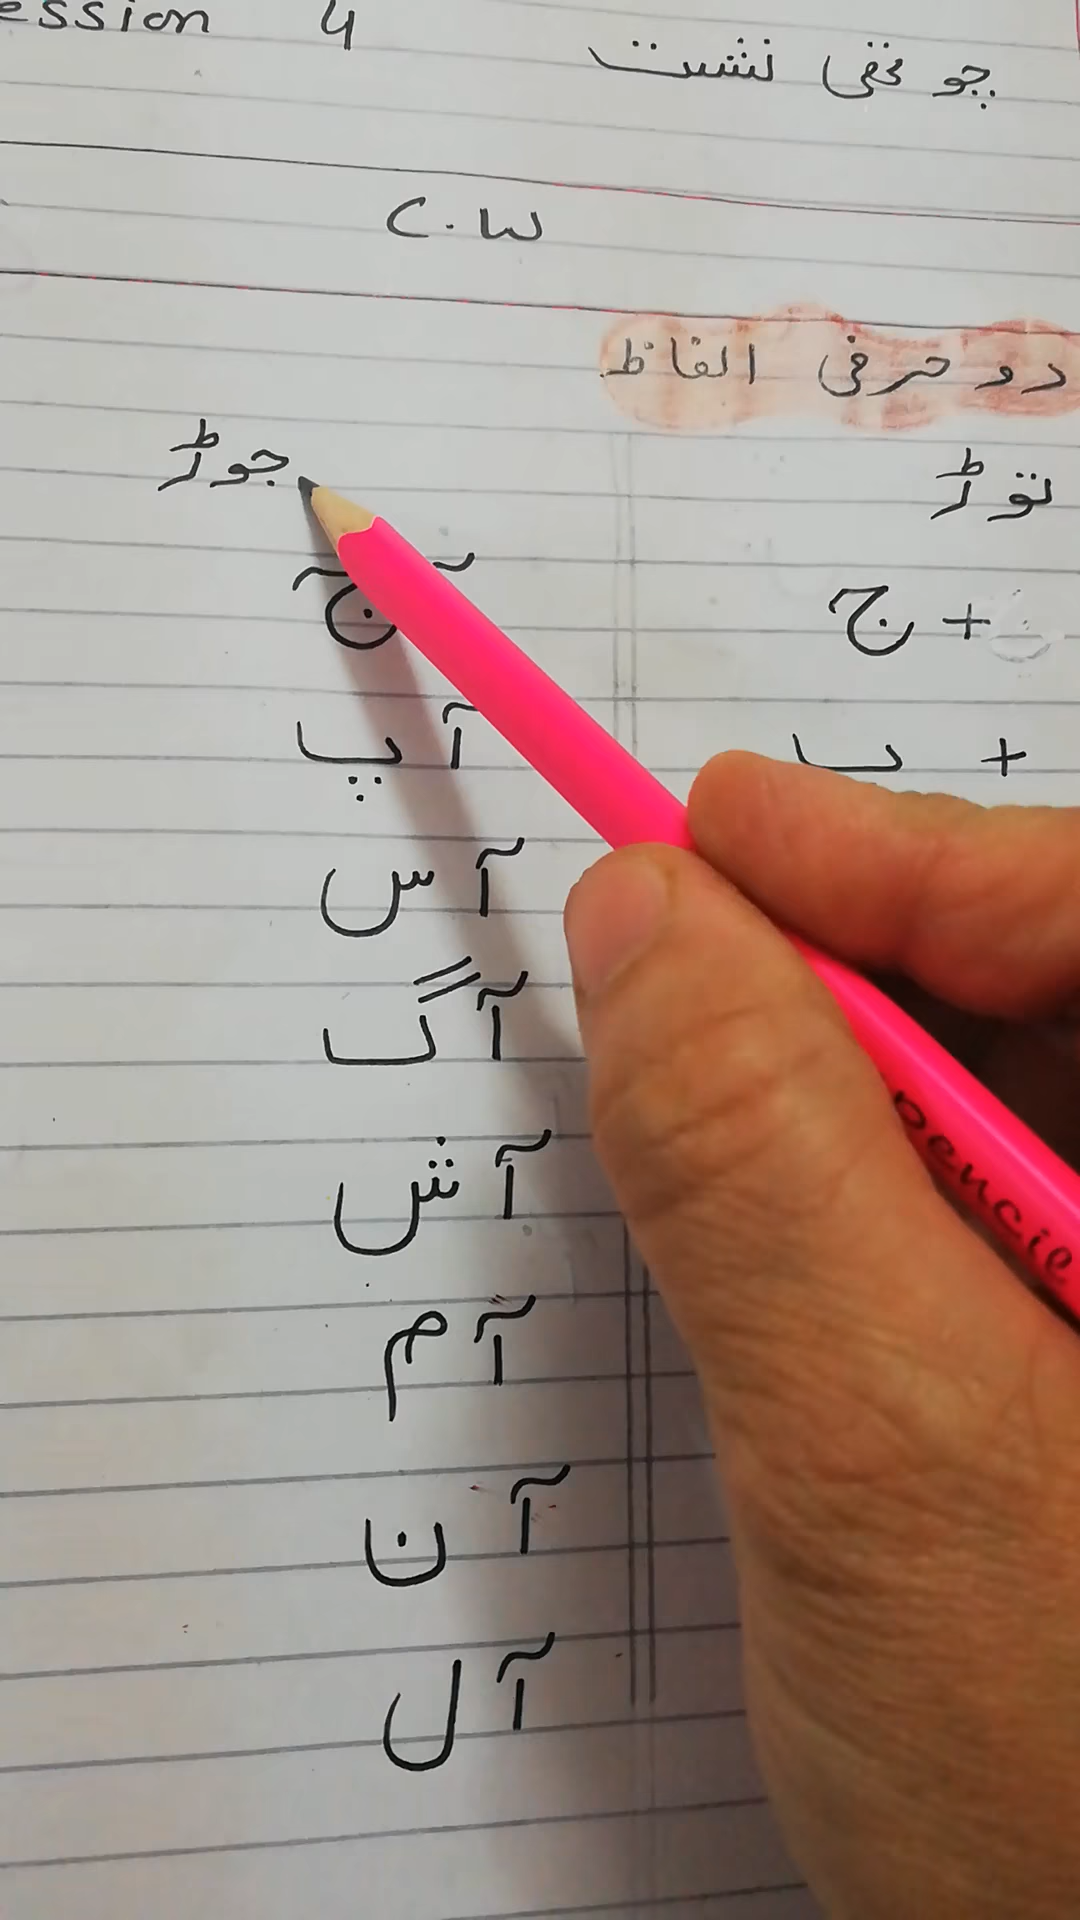 ession 4 چوتھی نشست
C.W
دو حرفی الفاظ
توڑ جوڑ
+ ج آج
+ ب آپ
آس
آگ
آش
آم
آن
آل
pencil